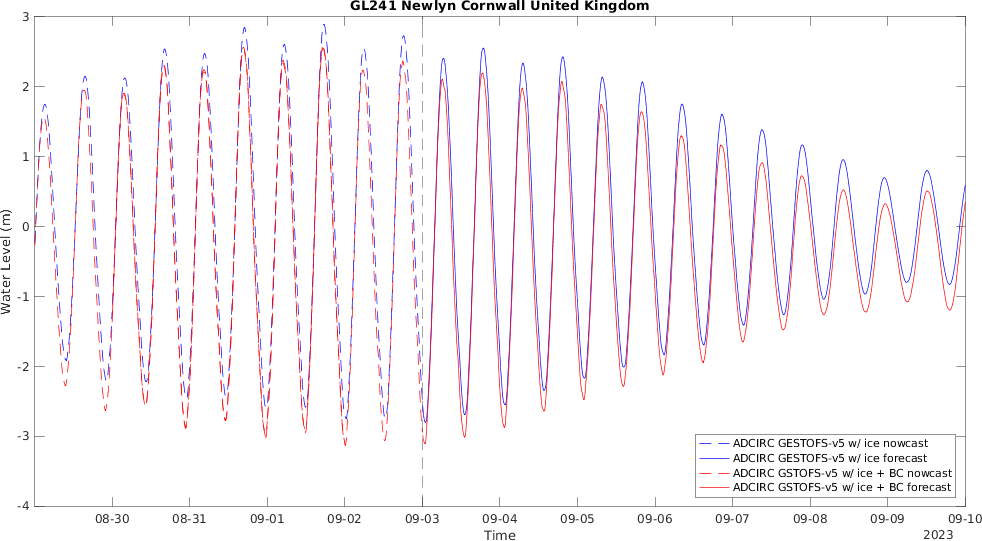 GL241 Newlyn Cornwall United Kingdom
3
2
1
0
-1
-2
-3
-4
Water Level (m)
ADCIRC GESTOFS-v5 w/ ice nowcast
ADCIRC GESTOFS-v5 w/ ice forecast
ADCIRC GSTOFS-v5 w/ ice + BC nowcast
ADCIRC GSTOFS-v5 w/ ice + BC forecast
08-30 08-31 09-01 09-02 09-03 09-04 09-05 09-06 09-07 09-08 09-09 09-10
Time
2023